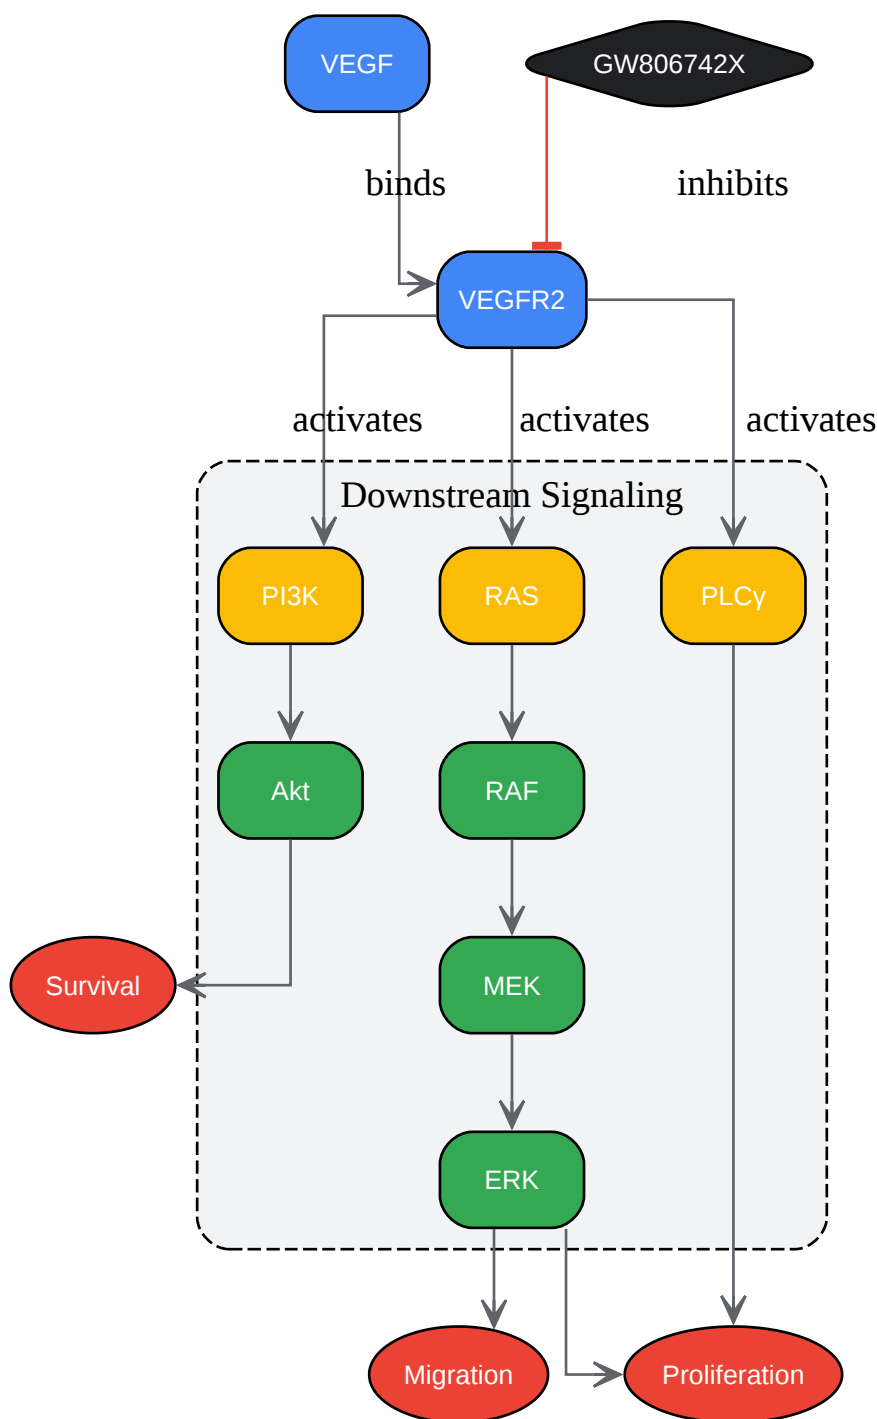 VEGF
GW806742X
binds
inhibits
VEGFR2
activates
activates
activates
Downstream Signaling
PI3K
RAS
PLCγ
Akt
RAF
Survival
MEK
ERK
Migration
Proliferation